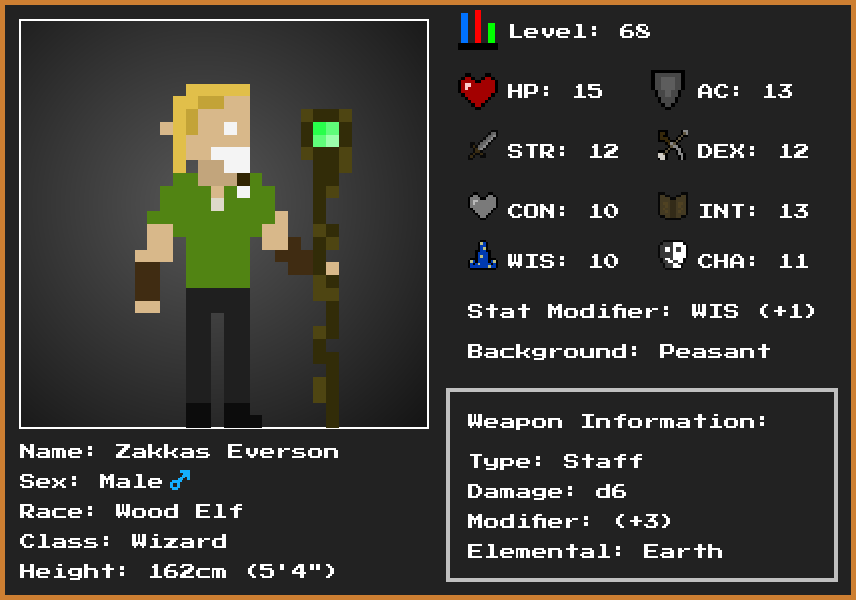 Level: 68
HP: 15 AC: 13
STR: 12 DEX: 12
CON: 10 INT: 13
WIS: 10 CHA: 11
Stat Modifier: WIS (+1)
Background: Peasant
Weapon Information:
Type: Staff
Damage: d6
Modifier: (+3)
Elemental: Earth
Name: Zakkas Everson
Sex: Male♂
Race: Wood Elf
Class: Wizard
Height: 162cm (5'4")